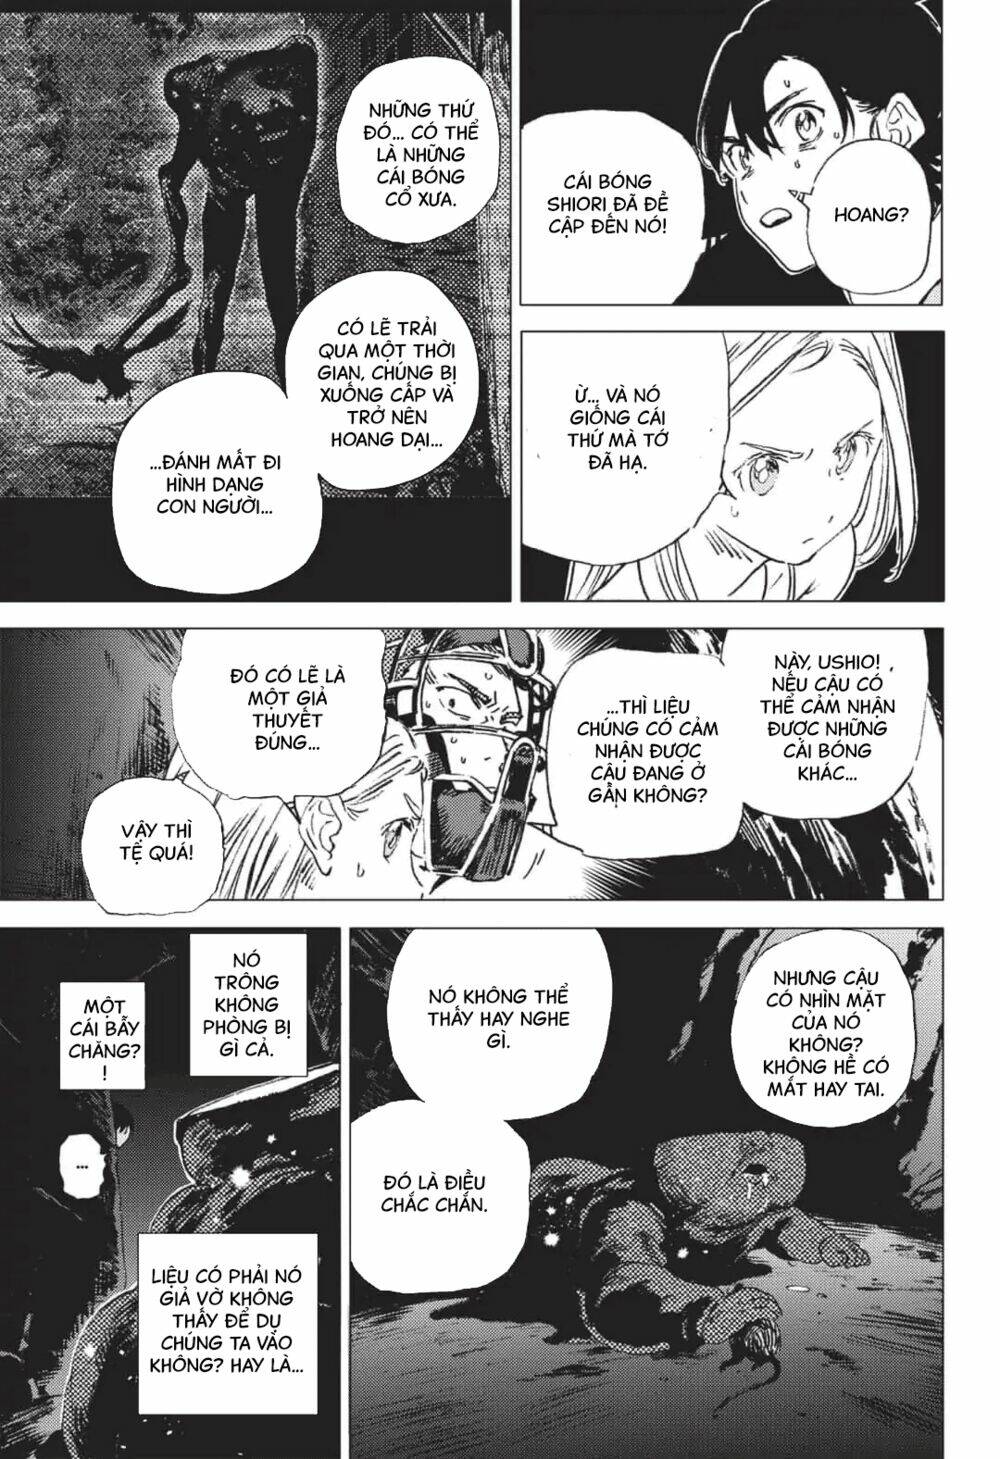 HOANG?
CÁI BÓNG
SHIORI ĐÃ ĐỀ
CẬP ĐẾN NÓ!
Ừ... VÀ NÓ
GIỐNG CÁI
THỨ MÀ TỚ
ĐÃ HẠ.
NHỮNG THỨ
ĐÓ... CÓ THỂ
LÀ NHỮNG
CÁI BÓNG
CỔ XƯA.
CÓ LẼ TRẢI
QUA MỘT THỜI
GIAN, CHÚNG BỊ
XUỐNG CẤP VÀ
TRỞ NÊN
HOANG DẠI...
...ĐÁNH MẤT ĐI
HÌNH DẠNG
CON NGƯỜI...
NÀY, USHIO! ,
NẾU CẬU CÓ
THỂ CẢM NHẬN
ĐƯỢC NHỮNG
CÁI BÓNG
KHÁC...
...THÌ LIỆU
CHÚNG CÓ CẢM
NHẬN ĐƯỢC
CẬU ĐANG Ở
GẦN KHÔNG?
ĐÓ CÓ LẼ LÀ
MỘT GIẢ
THUYẾT
ĐÚNG...
VẬY THÌ
TỆ QUÁ!
NHƯNG CẬU
CÓ NHÌN MẶT
CỦA NÓ
KHÔNG?
KHÔNG HỀ CÓ
MẮT HAY TAI.
NÓ KHÔNG THỂ
THẤY HAY NGHE
GÌ.
ĐÓ LÀ ĐIỀU
CHẮC CHẮN.
NÓ
TRÔNG
KHÔNG
PHÒNG BỊ
GÌ CẢ.
MỘT
CÁI BẪY
CHĂNG?
!
...
LIỆU CÓ PHẢI NÓ
GIẢ VỜ KHÔNG
THẤY ĐỂ DỤ
CHÚNG TA VÀO
KHÔNG? HAY LÀ...